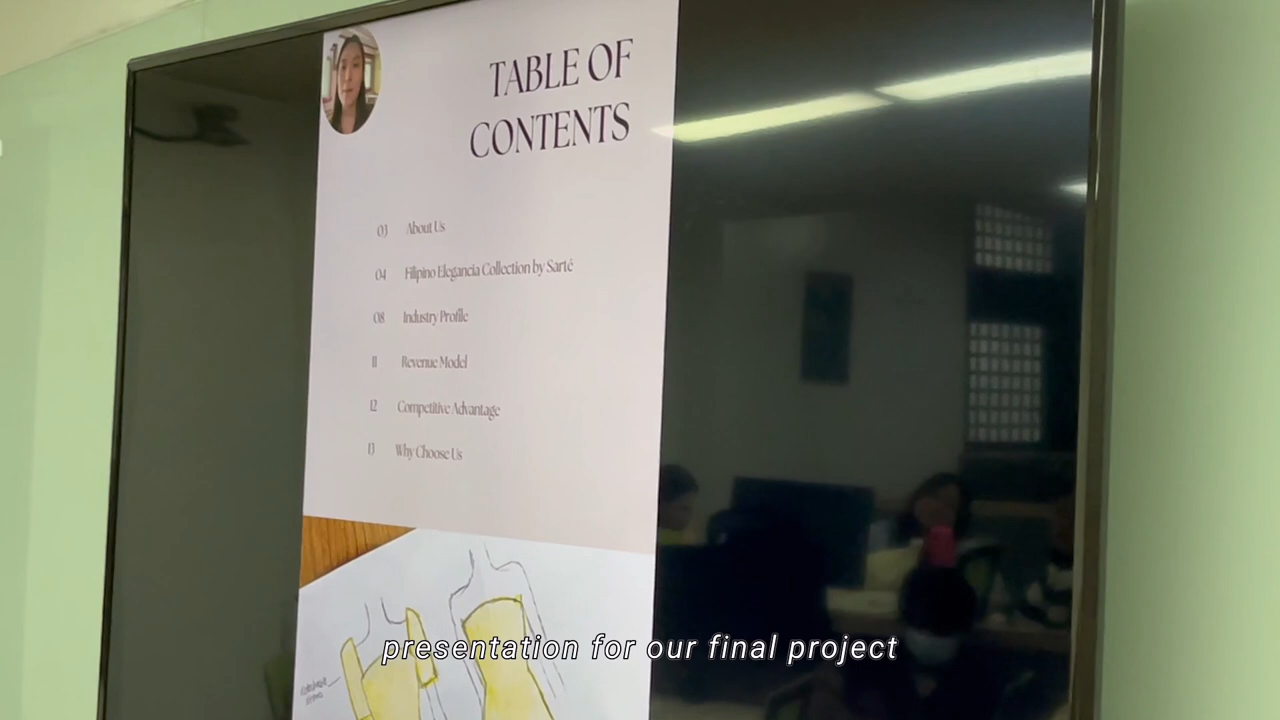 TABLE OF
CONTENTS
03 About Us
04 Filipino Elegancia Collection by Sarté
08 Industry Profile
11 Revenue Model
12 Competitive Advantage
13 Why Choose Us
presentation for our final project